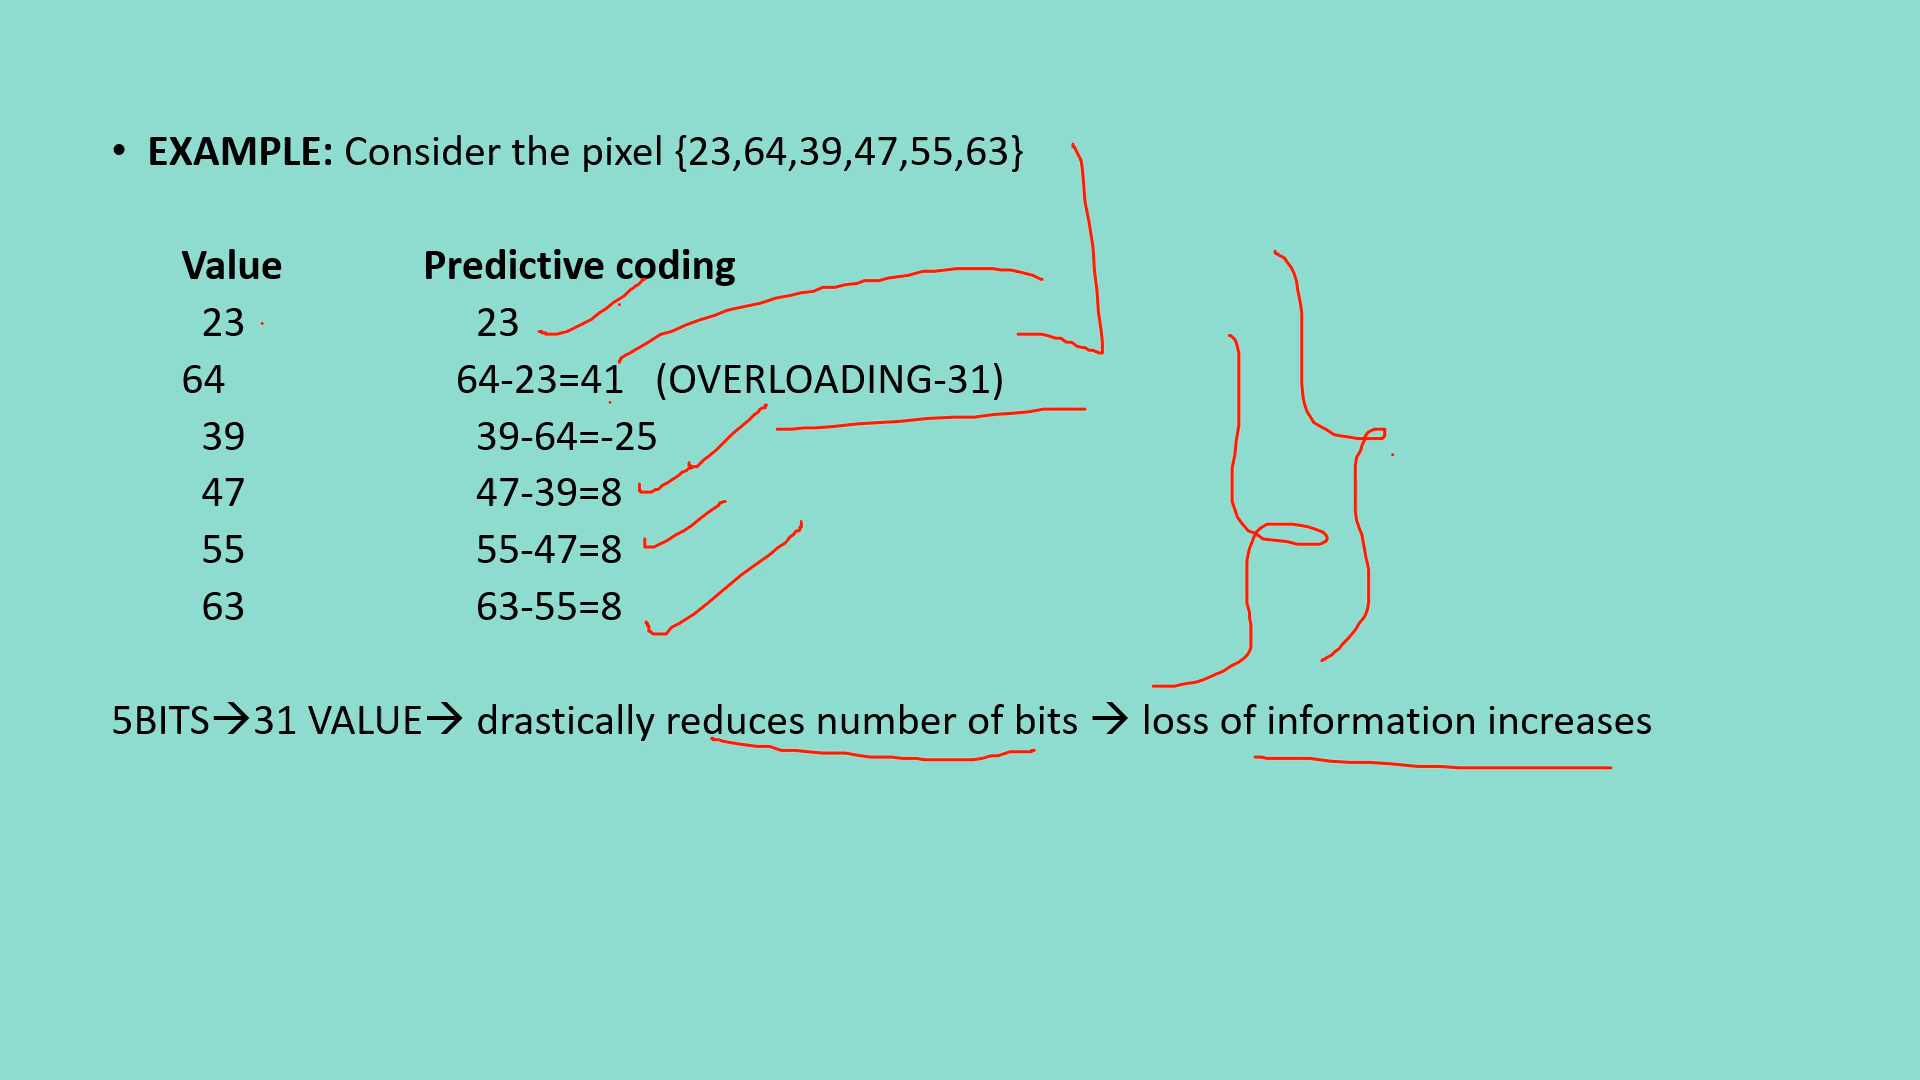 • EXAMPLE: Consider the pixel {23,64,39,47,55,63}
Value Predictive coding
23 23
64 64-23=41 (OVERLOADING-31)
39 39-64=-25
47 47-39=8
55 55-47=8
63 63-55=8
5BITS→31 VALUE→ drastically reduces number of bits → loss of information increases